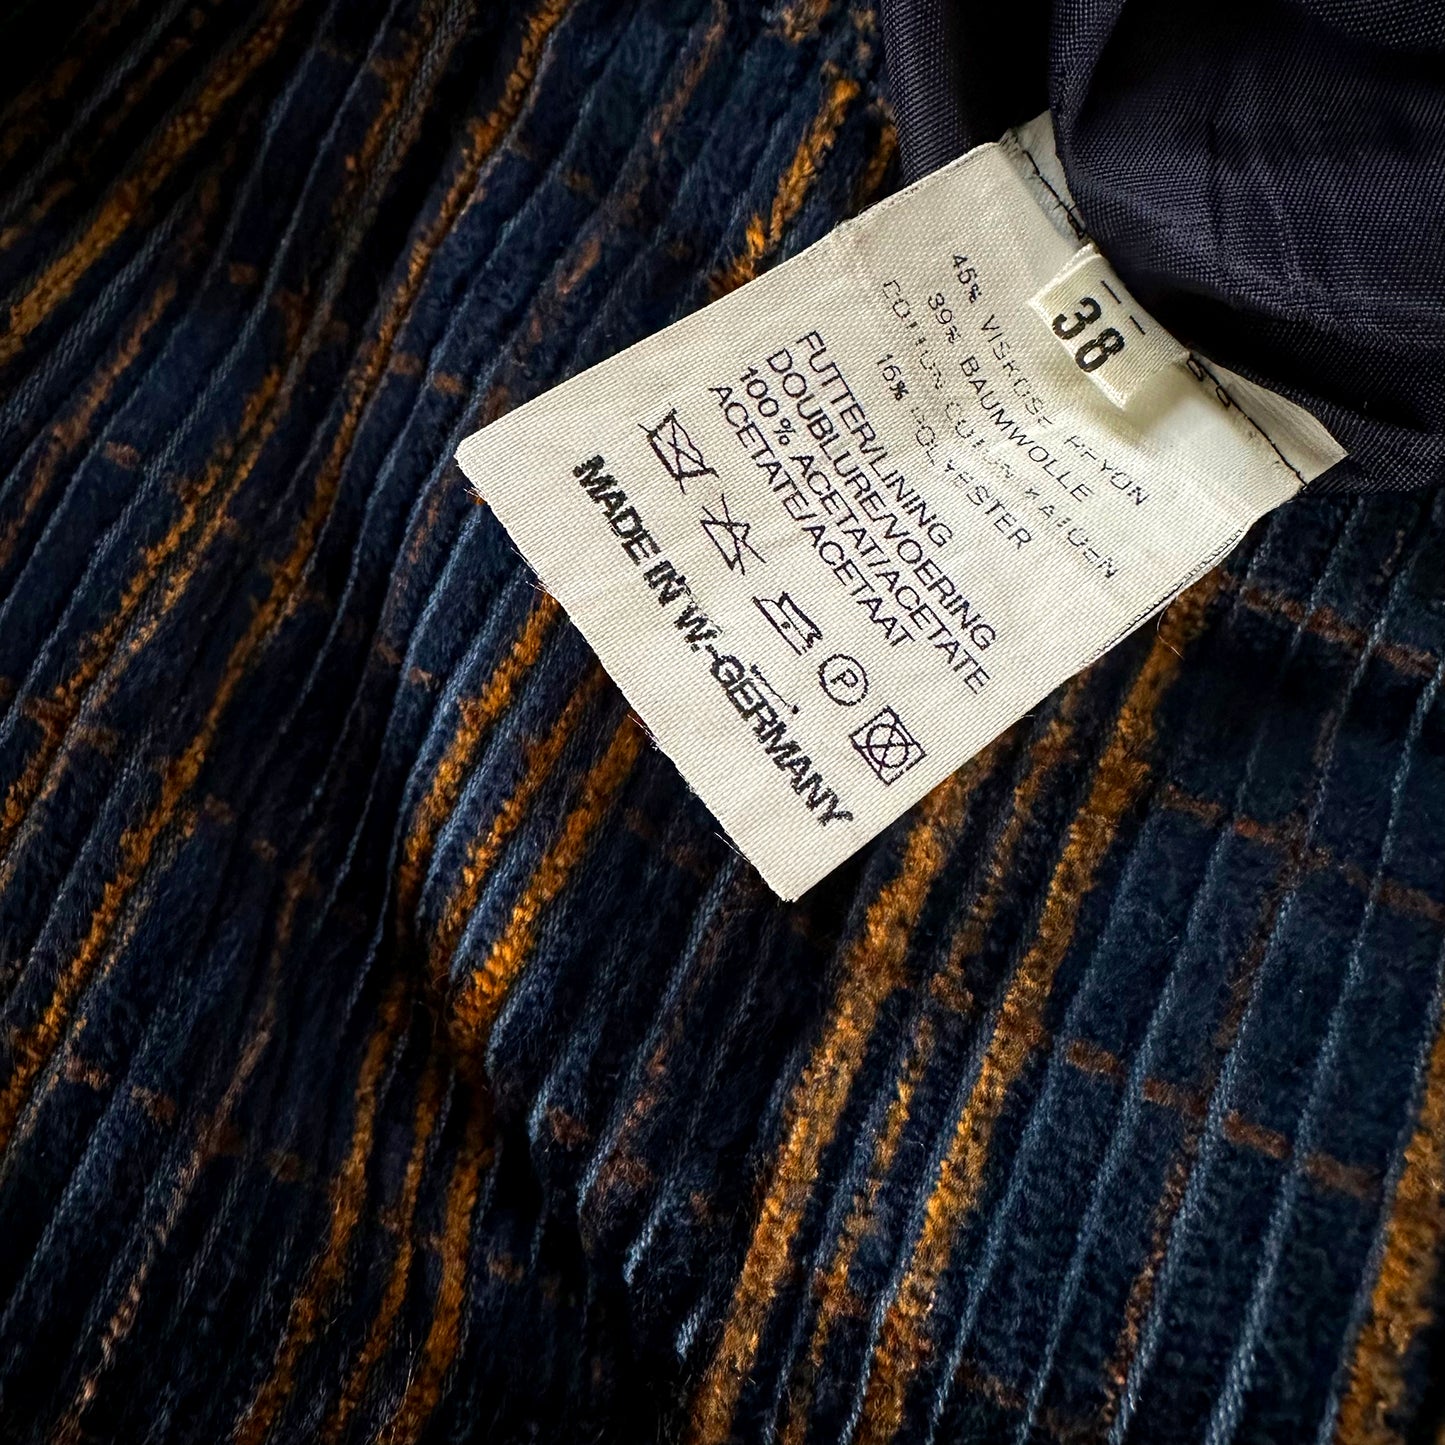 38
45% VISKOSE RAYON
39% BAUMWOLLE
COTTON COTON KATOEN
16% POLYESTER
FUTTER/LINING
DOUBLURE/VOERING
100% ACETAT/ACETATE
ACETATE/ACETAAT
P
MADE IN W.-GERMANY